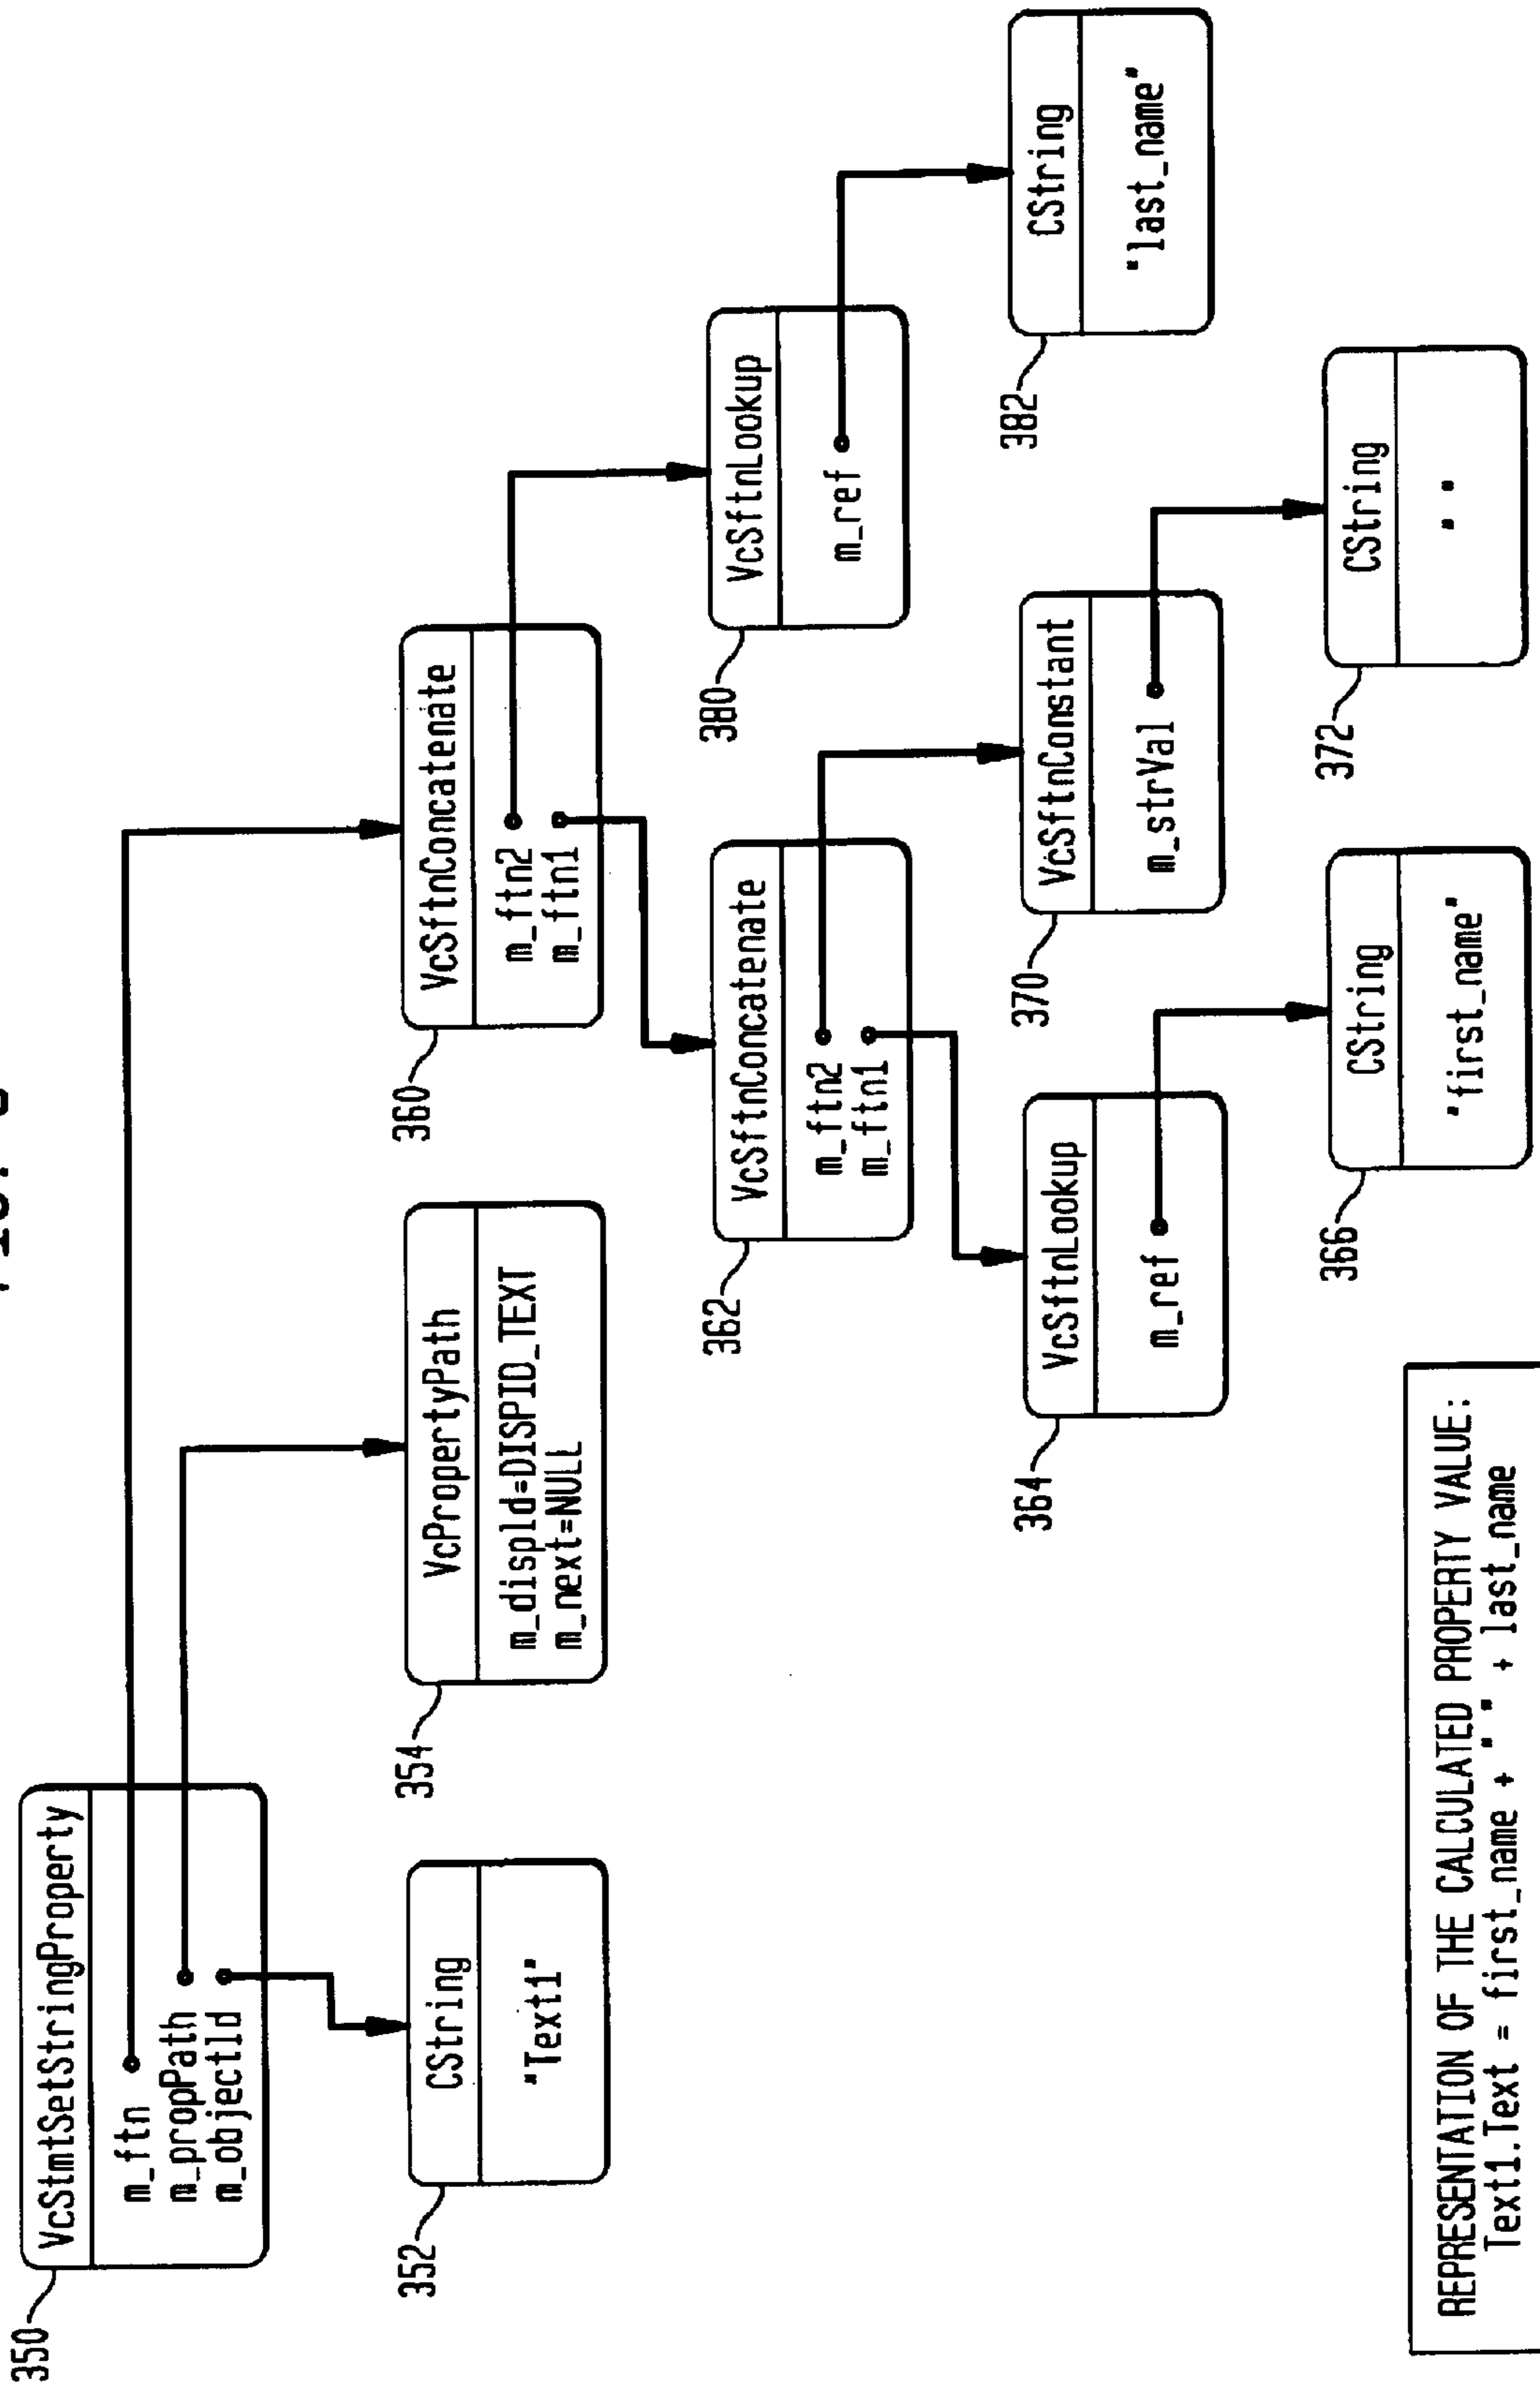 350
VcStmtSetStringProperty
m_ftn
m_propPath
m_objectId
352
CString
"Text1"
354
VcPropertyPath
m_dispId=DISPID_TEXT
m_next=NULL
360
VcSftnConcatenate
m_ftn2
m_ftn1
362
VcSftnConcatenate
m_ftn2
m_ftn1
380
VcSftnLookup
m_ref
364
VcSftnLookup
m_ref
370
VcSftnConstant
m_strVal
382
CString
"last_name"
366
CString
"first_name"
372
CString
" "
REPRESENTATION OF THE CALCULATED PROPERTY VALUE:
Text1.Text = first_name + " " + last_name